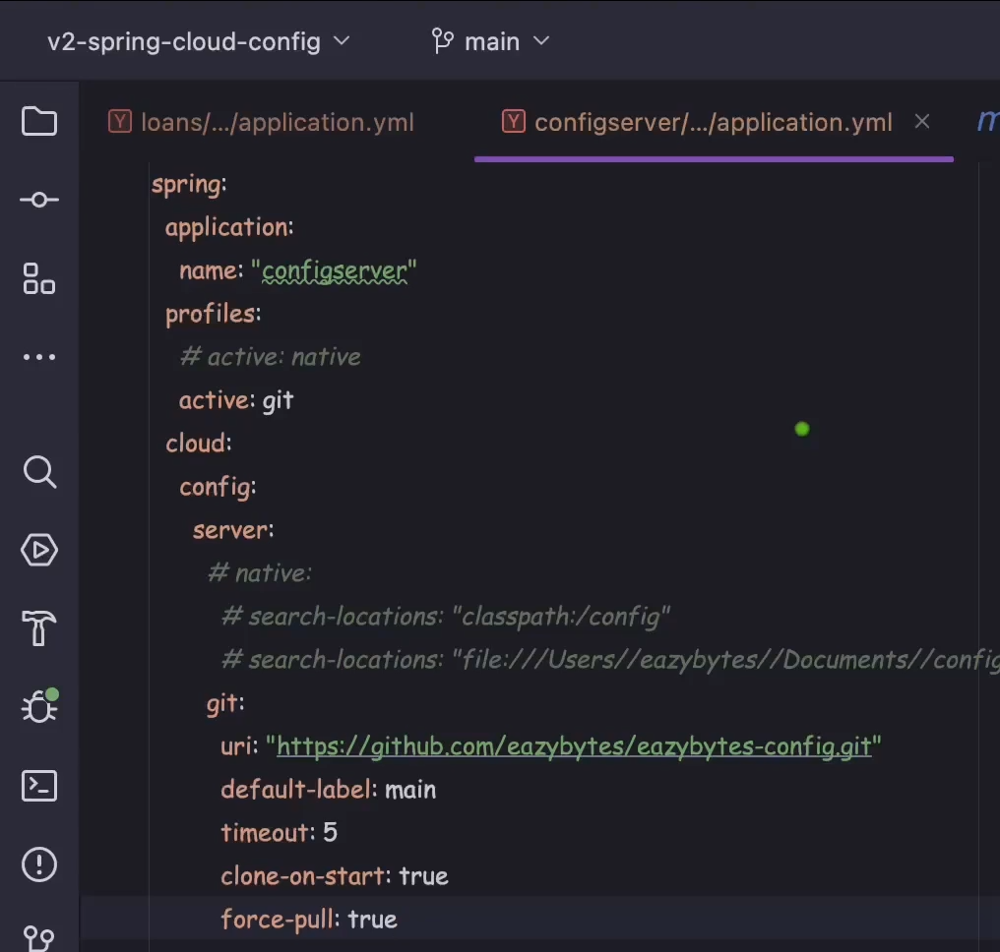 v2-spring-cloud-config main
loans/.../application.yml configserver/.../application.yml
spring:
application:
name: "configserver"
profiles:
# active: native
active: git
cloud:
config:
server:
# native:
# search-locations: "classpath:/config"
# search-locations: "file:///Users//eazybytes//Documents//config
git:
uri: "https://github.com/eazybytes/eazybytes-config.git"
default-label: main
timeout: 5
clone-on-start: true
force-pull: true